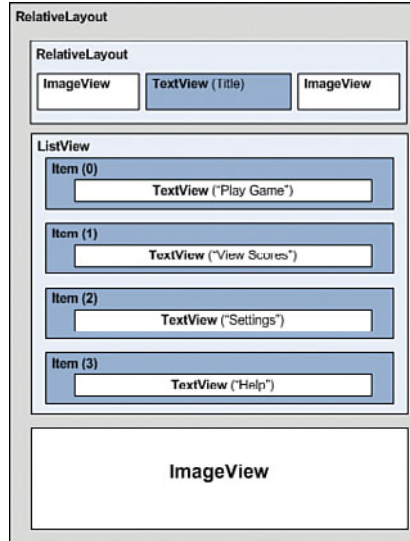 RelativeLayout
RelativeLayout
ImageView TextView (Title) ImageView
ListView
Item (0)
TextView ("Play Game")
Item (1)
TextView ("View Scores")
Item (2)
TextView ("Settings")
Item (3)
TextView ("Help")
ImageView